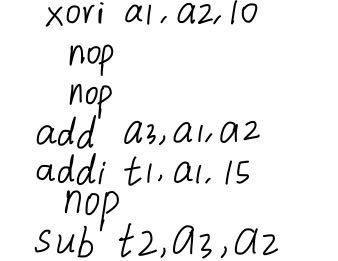 xori a1, a2, 10
nop
nop
add a3, a1, a2
addi t1, a1, 15
nop
sub t2, a3, a2